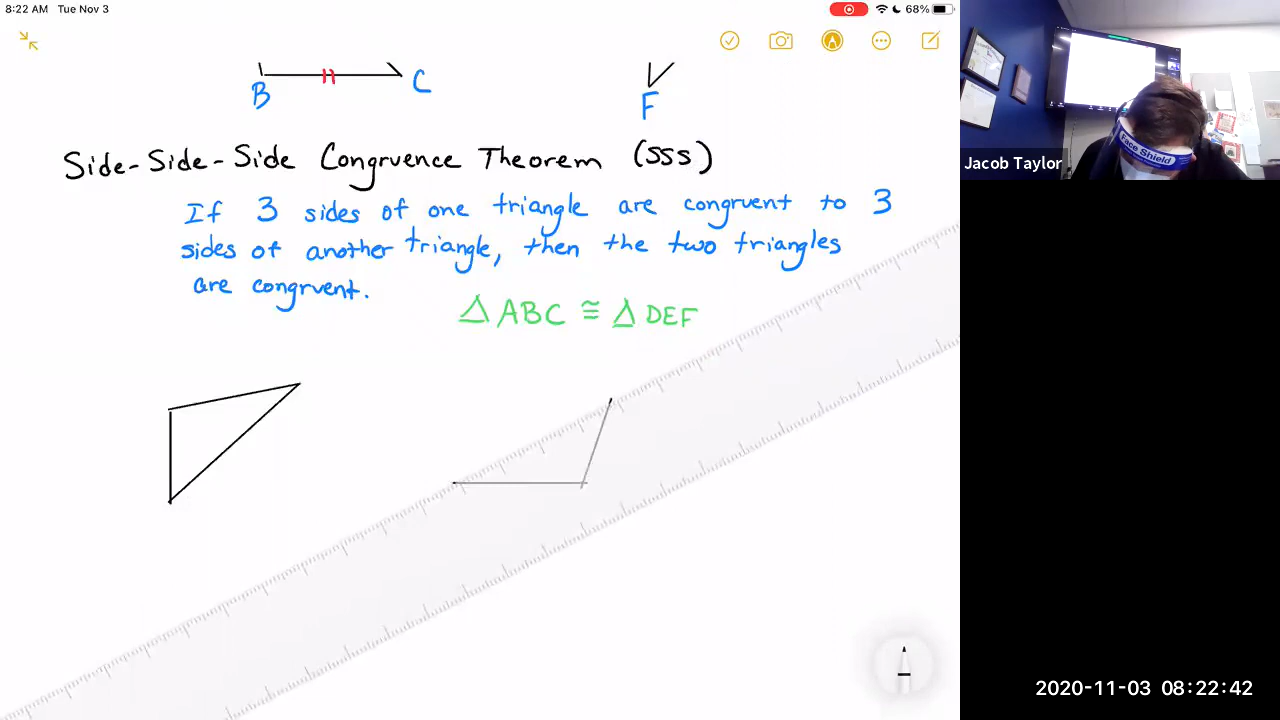 8:22 AM Tue Nov 3
68%
B
C
F
Side-Side-Side Congruence Theorem (SSS)
If 3 sides of one triangle are congruent to 3
sides of another triangle, then the two triangles
are congruent.
△ABC ≅ △DEF
Face Shield
Jacob Taylor
2020-11-03 08:22:42